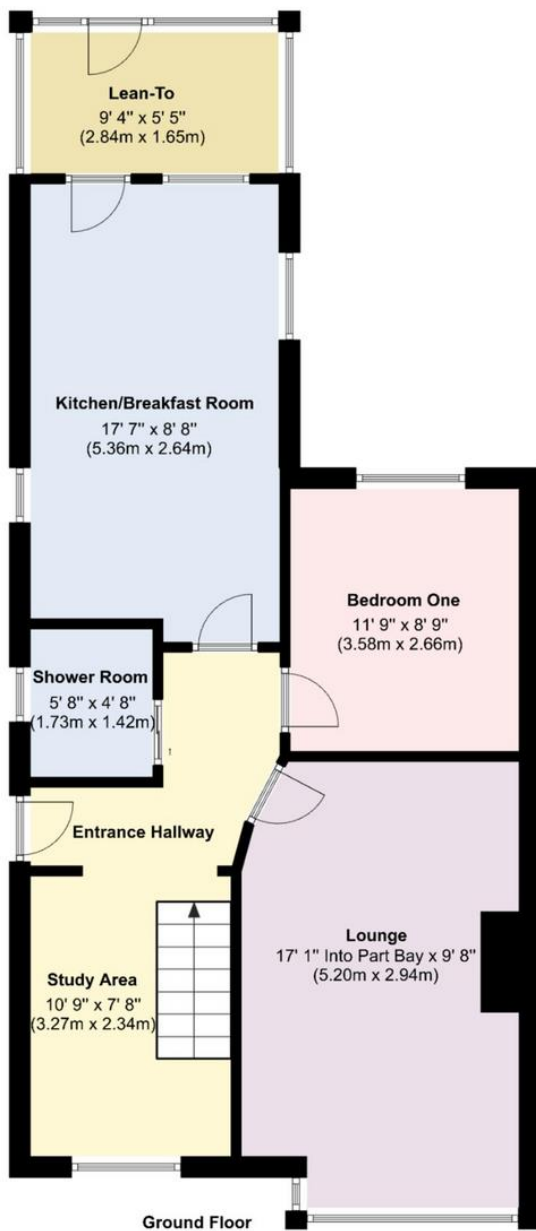 Lean-To
9' 4" x 5' 5"
(2.84m x 1.65m)
Kitchen/Breakfast Room
17' 7" x 8' 8"
(5.36m x 2.64m)
Bedroom One
11' 9" x 8' 9"
(3.58m x 2.66m)
Shower Room
5' 8" x 4' 8"
(1.73m x 1.42m)
Entrance Hallway
Lounge
17' 1" Into Part Bay x 9' 8"
(5.20m x 2.94m)
Study Area
10' 9" x 7' 8"
(3.27m x 2.34m)
Ground Floor